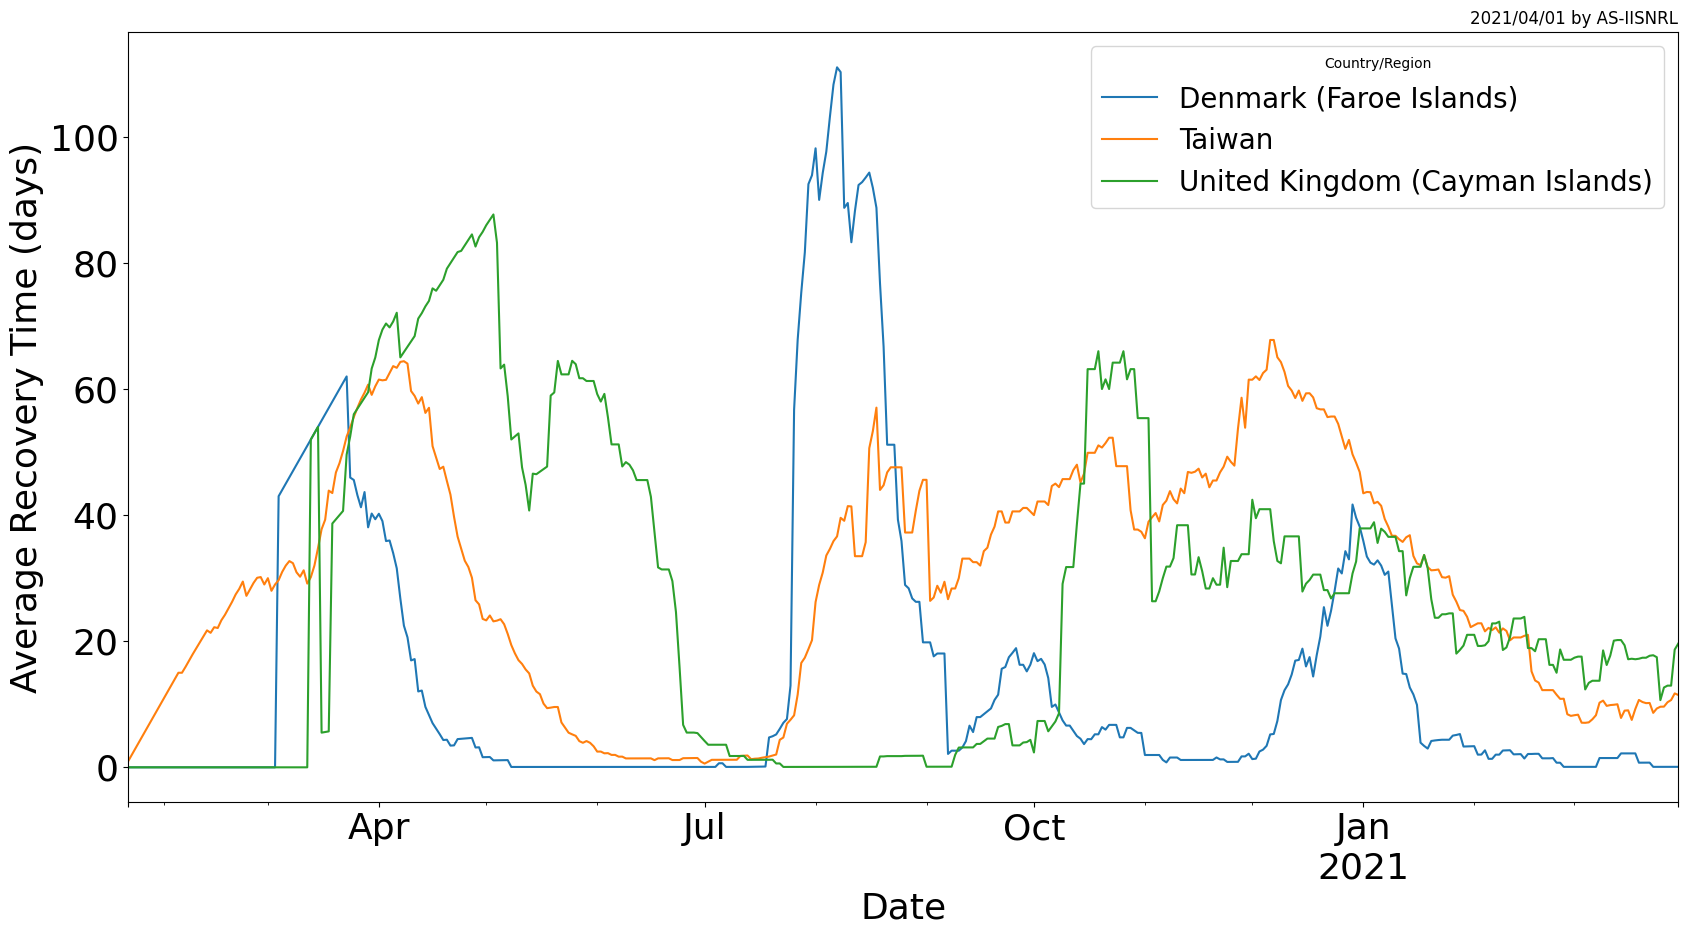 2021/04/01 by AS-IISNRL
Country/Region
Denmark (Faroe Islands)
Taiwan
United Kingdom (Cayman Islands)
Average Recovery Time (days)
100
80
60
40
20
0
Apr
Jul
Oct
Jan
2021
Date